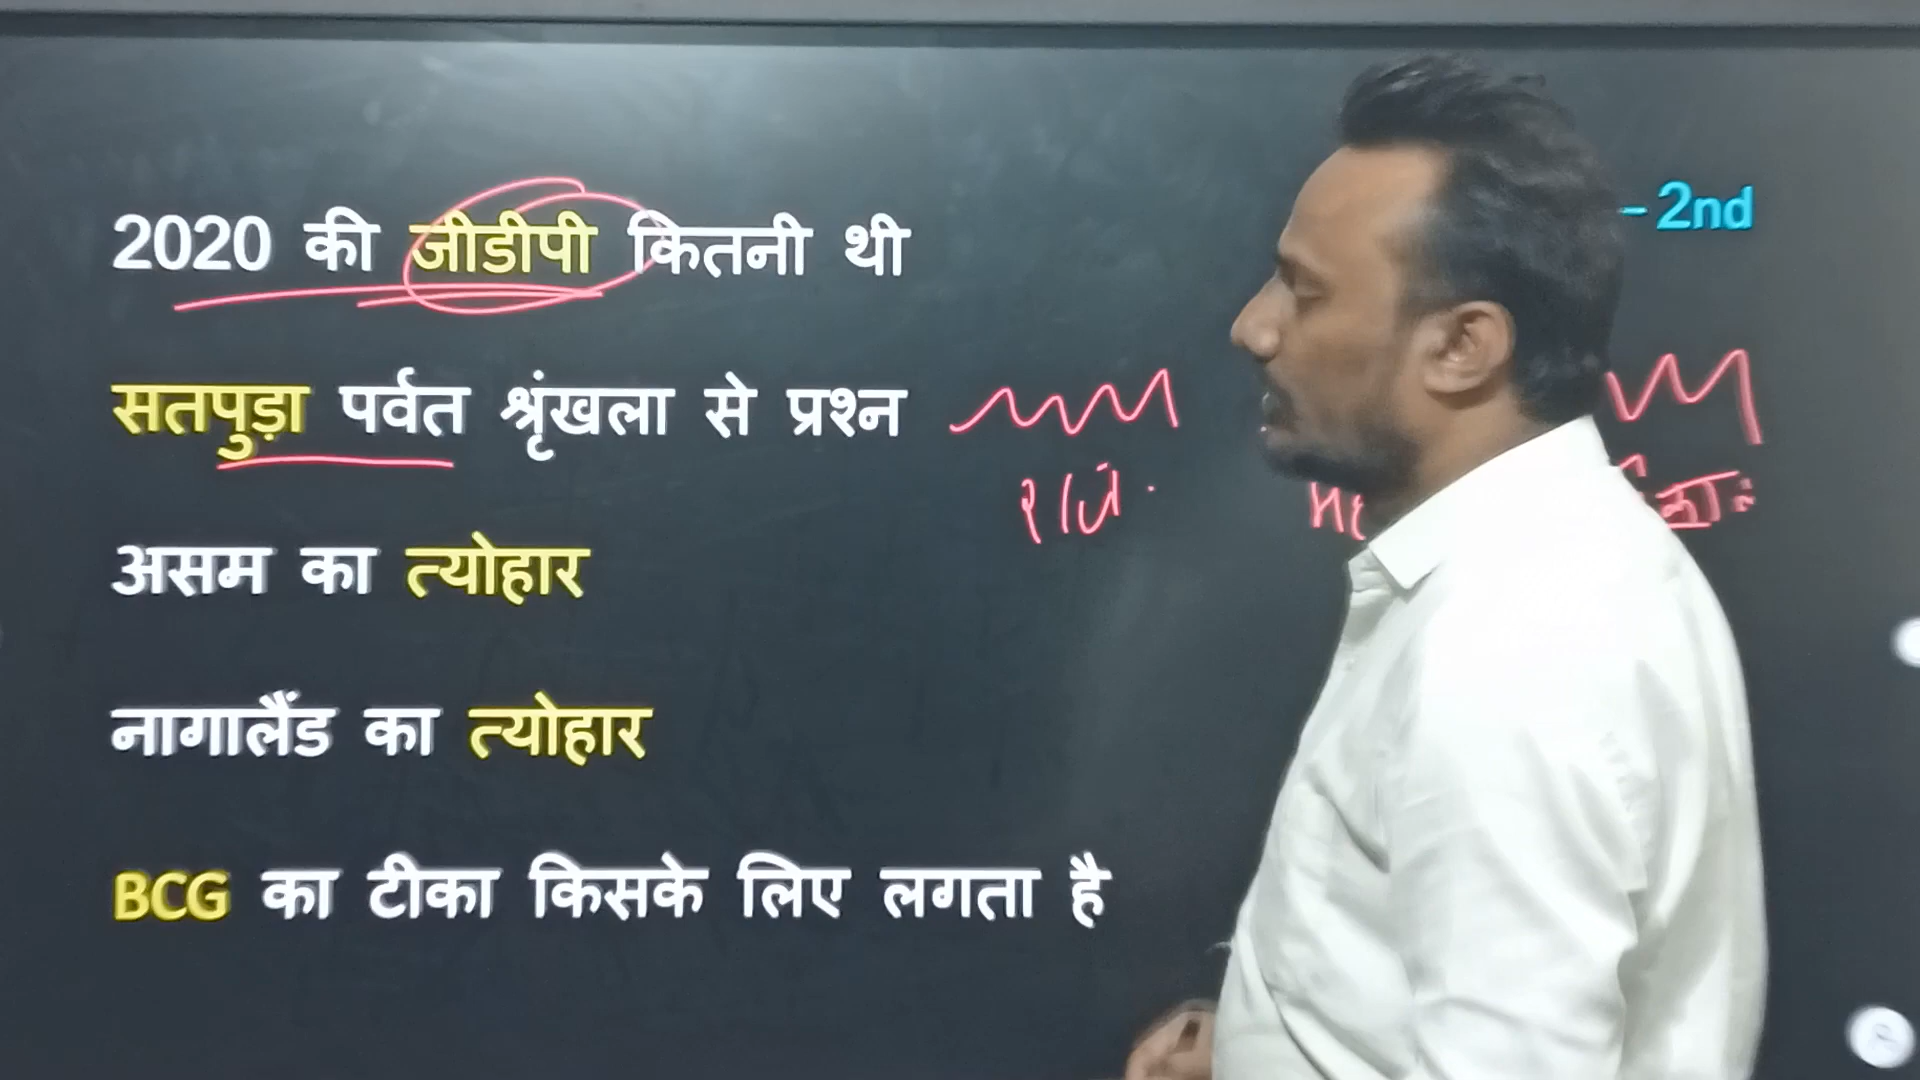 – 2nd
2020 की जीडीपी कितनी थी
सतपुड़ा पर्वत श्रृंखला से प्रश्न
असम का त्योहार
नागालैंड का त्योहार
BCG का टीका किसके लिए लगता है